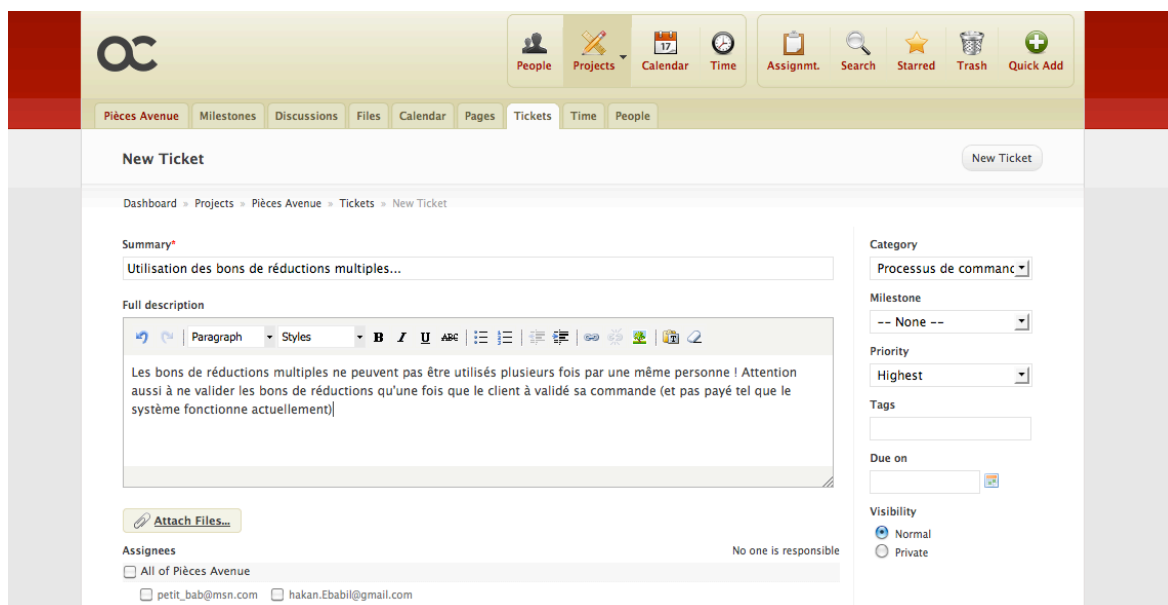 People Projects Calendar Time Assignmt. Search Starred Trash Quick Add
17
Pièces Avenue Milestones Discussions Files Calendar Pages Tickets Time People
New Ticket
New Ticket
Dashboard » Projects » Pièces Avenue » Tickets » New Ticket
Summary*
Utilisation des bons de réductions multiples...
Full description
Paragraph Styles B I U ABC
Les bons de réductions multiples ne peuvent pas être utilisés plusieurs fois par une même personne ! Attention
aussi à ne valider les bons de réductions qu'une fois que le client à validé sa commande (et pas payé tel que le
système fonctionne actuellement)
Attach Files...
Assignees
No one is responsible
All of Pièces Avenue
petit_bab@msn.com hakan.Ebabil@gmail.com
Category
Processus de commanc
Milestone
-- None --
Priority
Highest
Tags
Due on
Visibility
Normal
Private